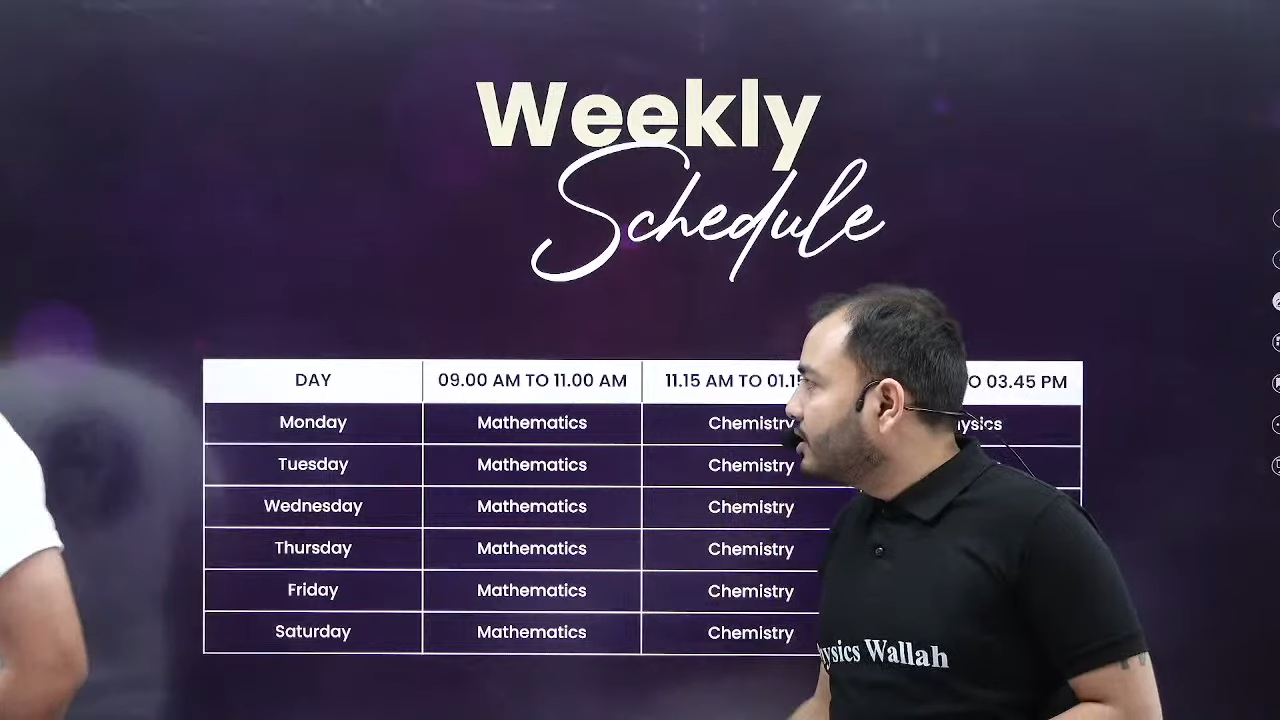 Weekly
Schedule
DAY 09.00 AM TO 11.00 AM 11.15 AM TO 01.15 O 03.45 PM
Monday Mathematics Chemistry ysics
Tuesday Mathematics Chemistry
Wednesday Mathematics Chemistry
Thursday Mathematics Chemistry
Friday Mathematics Chemistry
Saturday Mathematics Chemistry
ysics Wallah